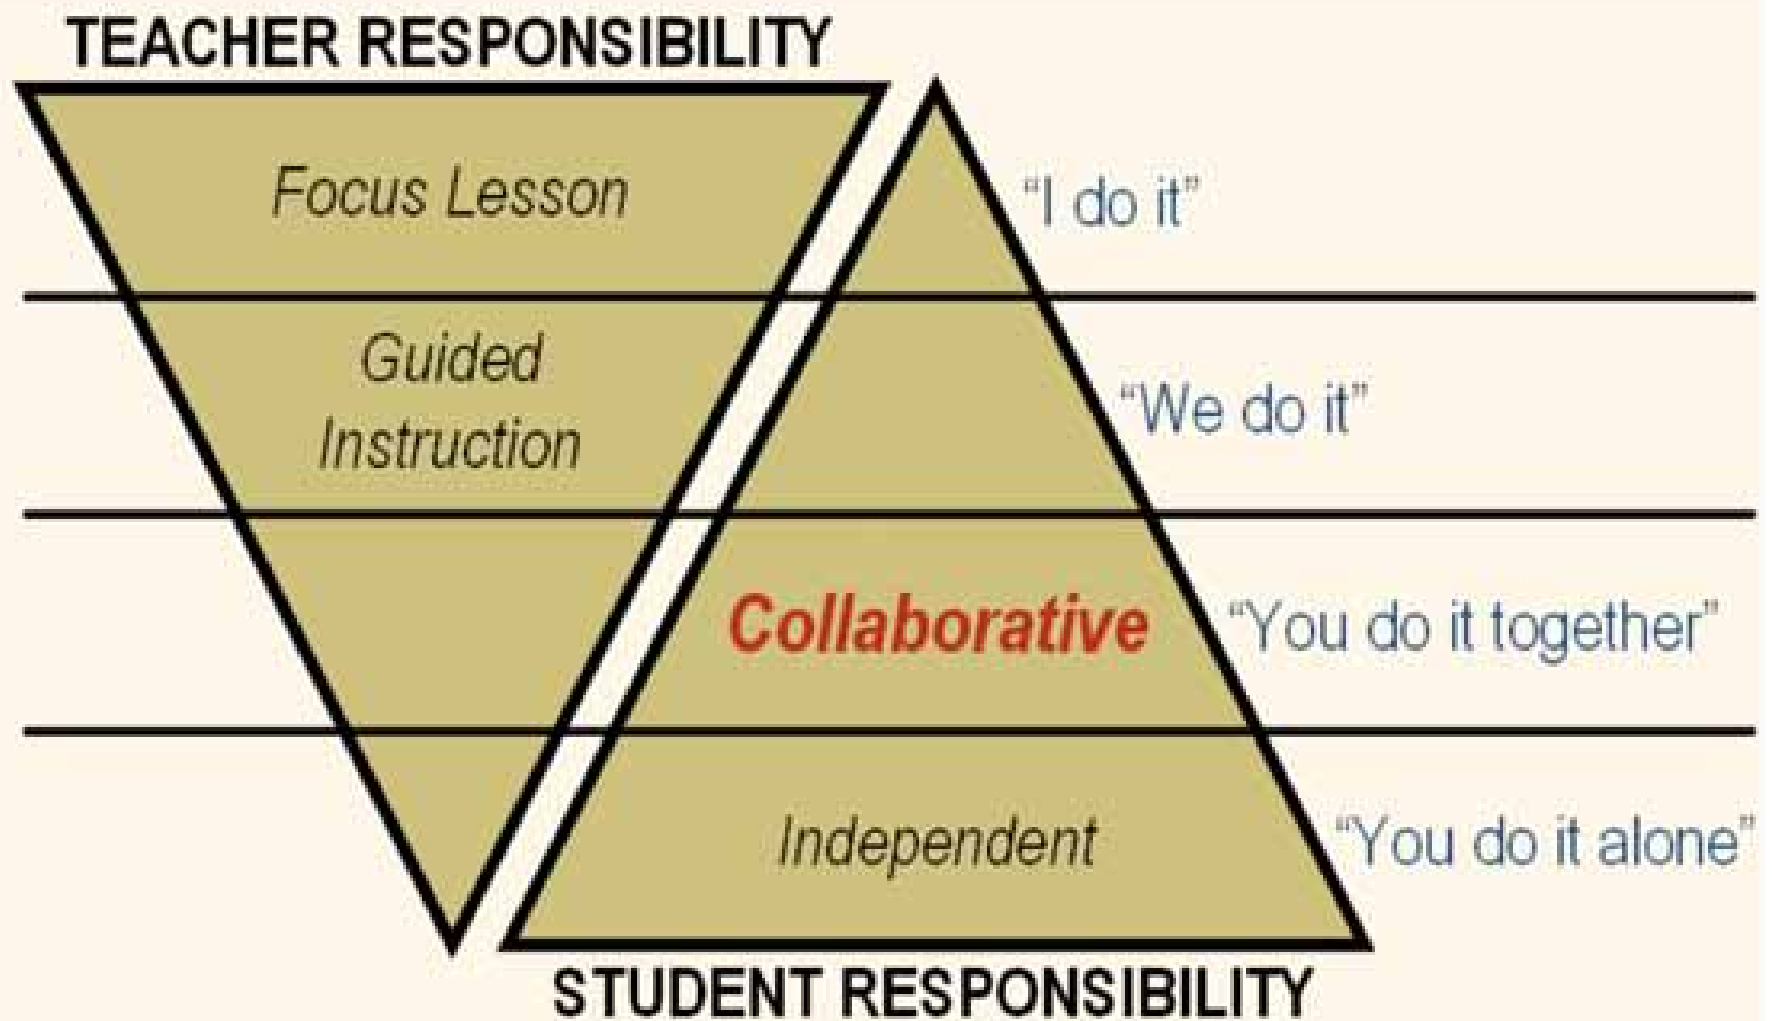 TEACHER RESPONSIBILITY
Focus Lesson
“I do it”
Guided
Instruction
“We do it”
Collaborative
“You do it together”
Independent
“You do it alone”
STUDENT RESPONSIBILITY